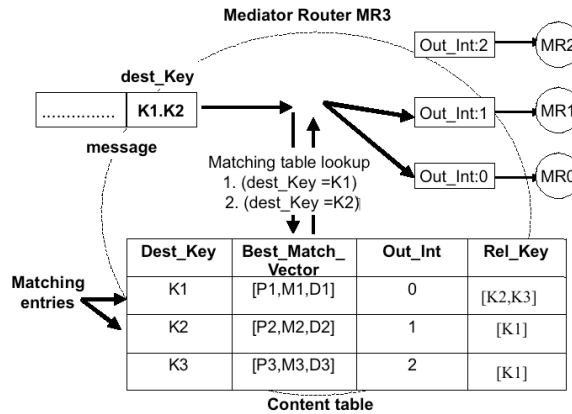 Mediator Router MR3
Out_Int:2
MR2
dest_Key
............... K1.K2
message
Out_Int:1
MR1
Matching table lookup
1. (dest_Key =K1)
2. (dest_Key =K2)
Out_Int:0
MR0
Matching
entries
Dest_Key Best_Match_ Out_Int Rel_Key
Vector
K1 [P1,M1,D1] 0 [K2,K3]
K2 [P2,M2,D2] 1 [K1]
K3 [P3,M3,D3] 2 [K1]
Content table